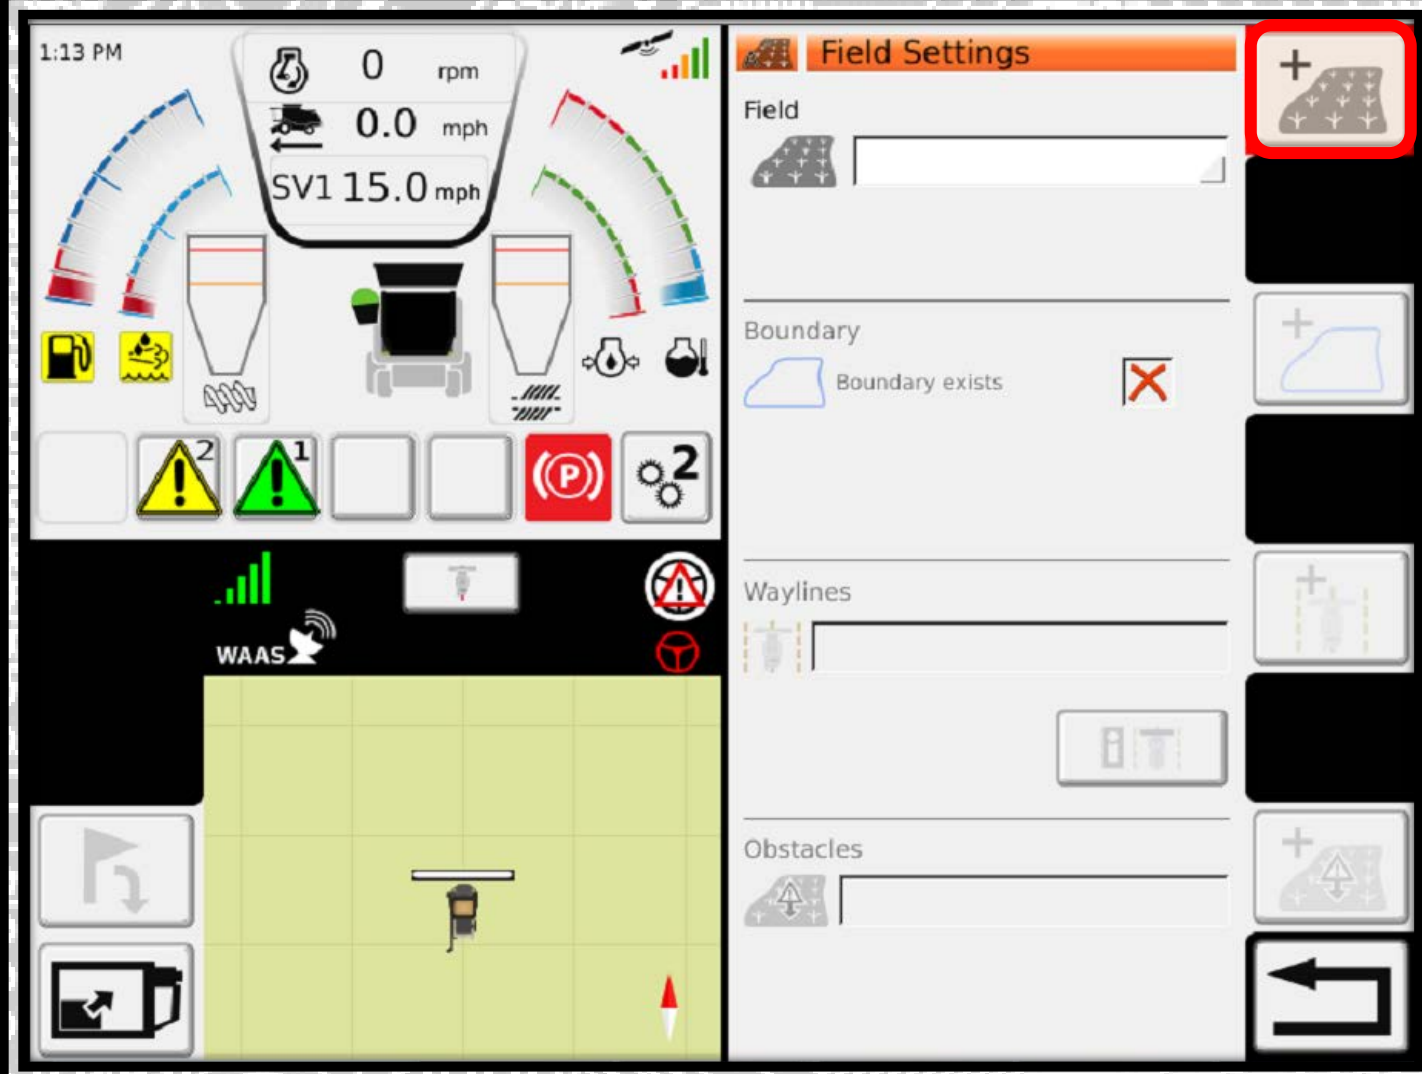 1:13 PM
0 rpm
0.0 mph
SV1 15.0 mph
2
1
P
2
WAAS
Field Settings
Field
Boundary
Boundary exists
Waylines
Obstacles